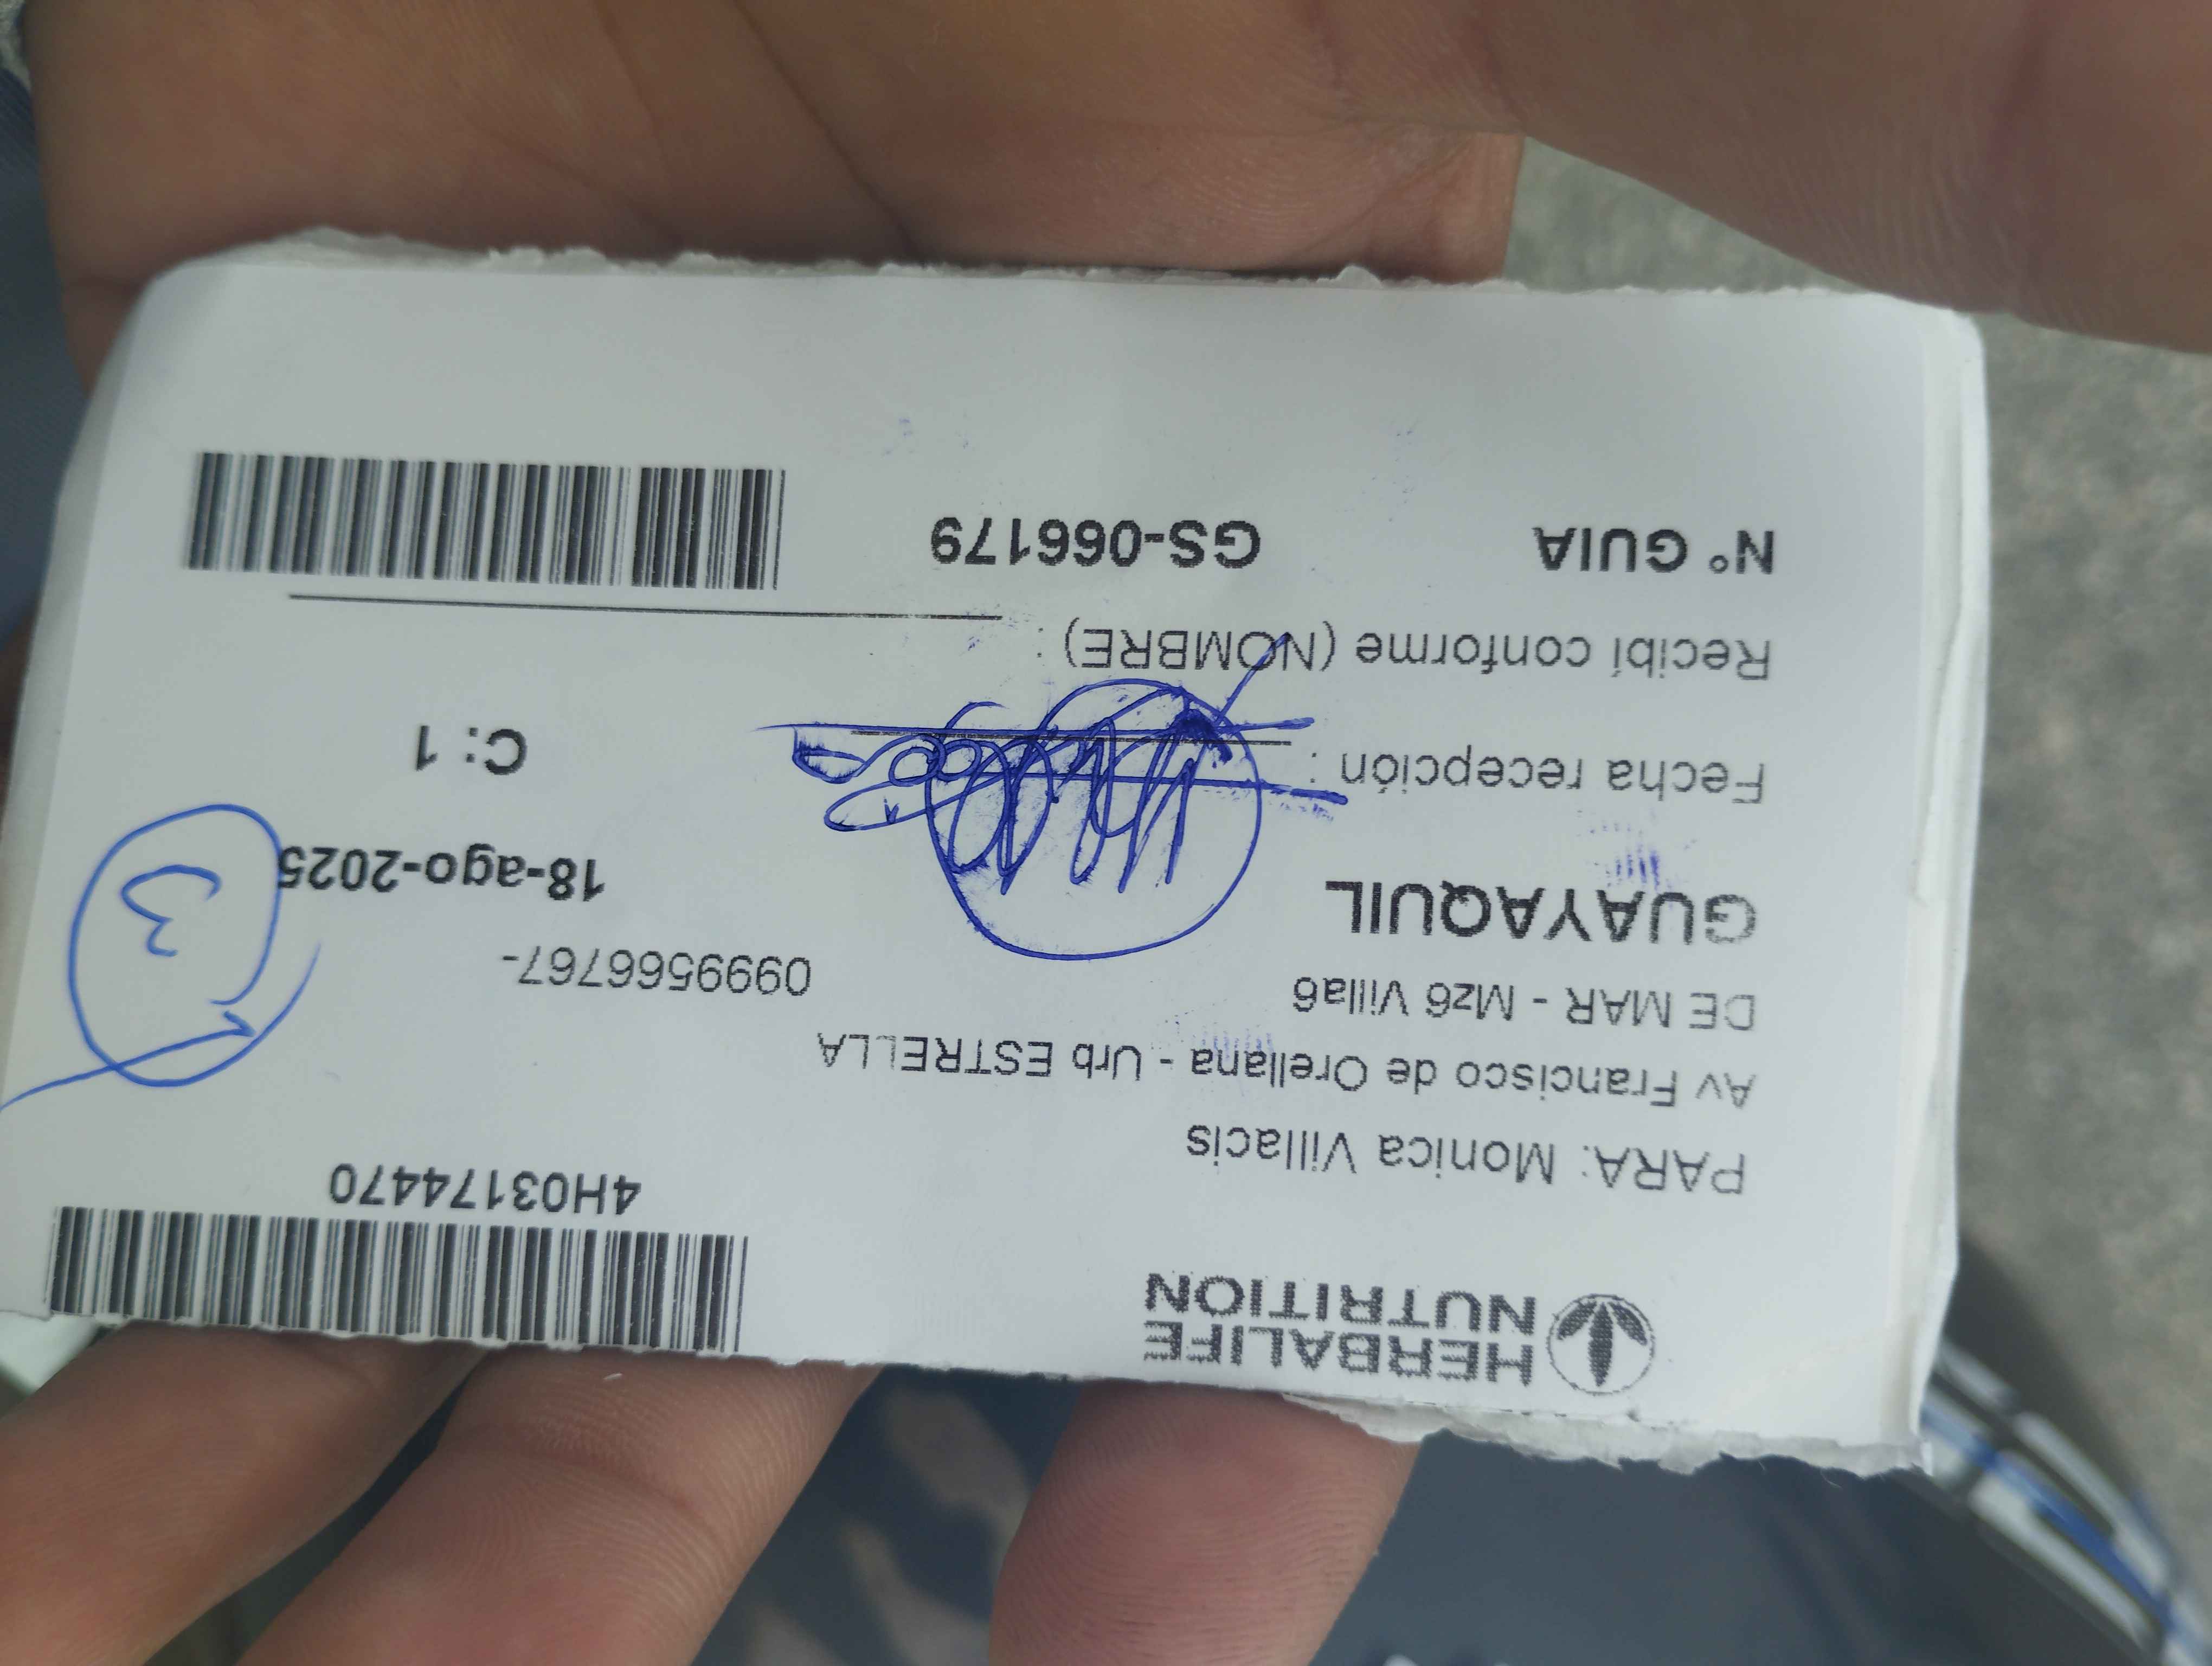 HERBALIFE
NUTRITION
4H03174470
PARA: Monica Villacis
Av Francisco de Orellana - Urb ESTRELLA
DE MAR - Mz6 Villa6
0999566767-
GUAYAQUIL
18-ago-2025
3
Fecha recepción :
C: 1
Recibí conforme (NOMBRE) :
N° GUIA GS-066179